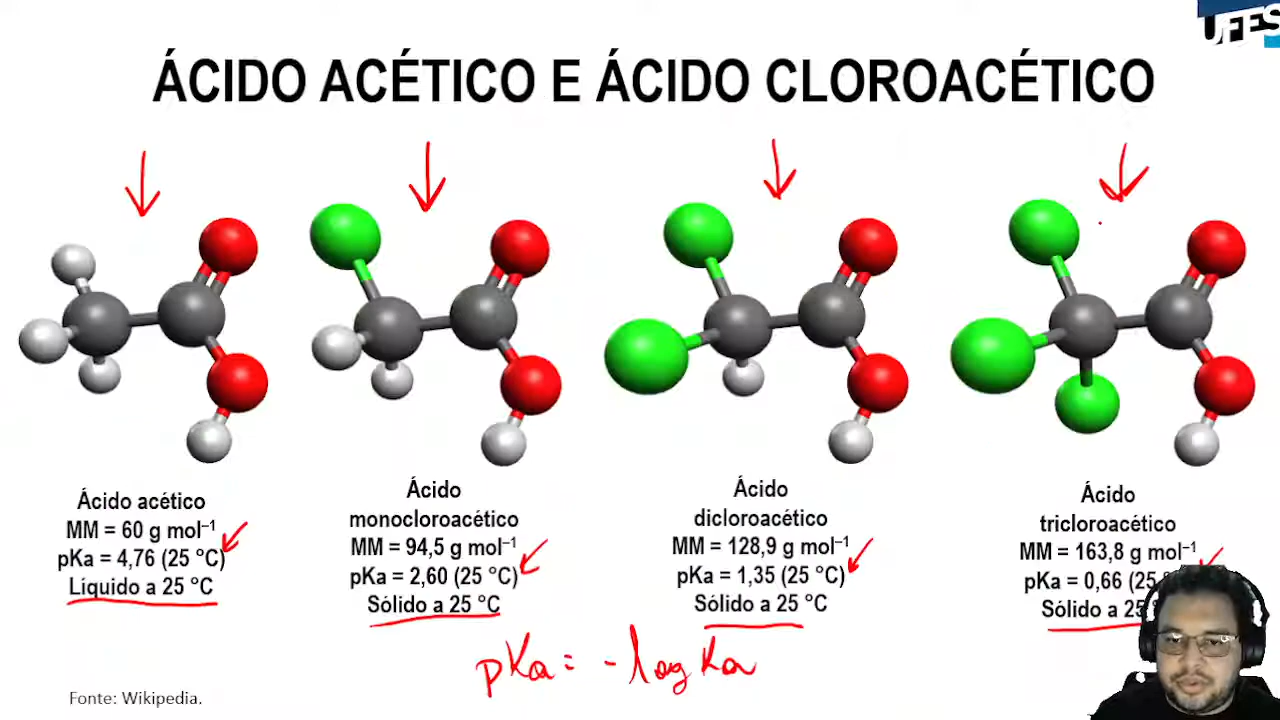 UFES
ÁCIDO ACÉTICO E ÁCIDO CLOROACÉTICO
Ácido acético
MM = 60 g mol⁻¹
pKa = 4,76 (25 °C)
Líquido a 25 °C
Ácido
monocloroacético
MM = 94,5 g mol⁻¹
pKa = 2,60 (25 °C)
Sólido a 25 °C
Ácido
dicloroacético
MM = 128,9 g mol⁻¹
pKa = 1,35 (25 °C)
Sólido a 25 °C
Ácido
tricloroacético
MM = 163,8 g mol⁻¹
pKa = 0,66 (25
Sólido a 25
pKa = - log Ka
Fonte: Wikipedia.